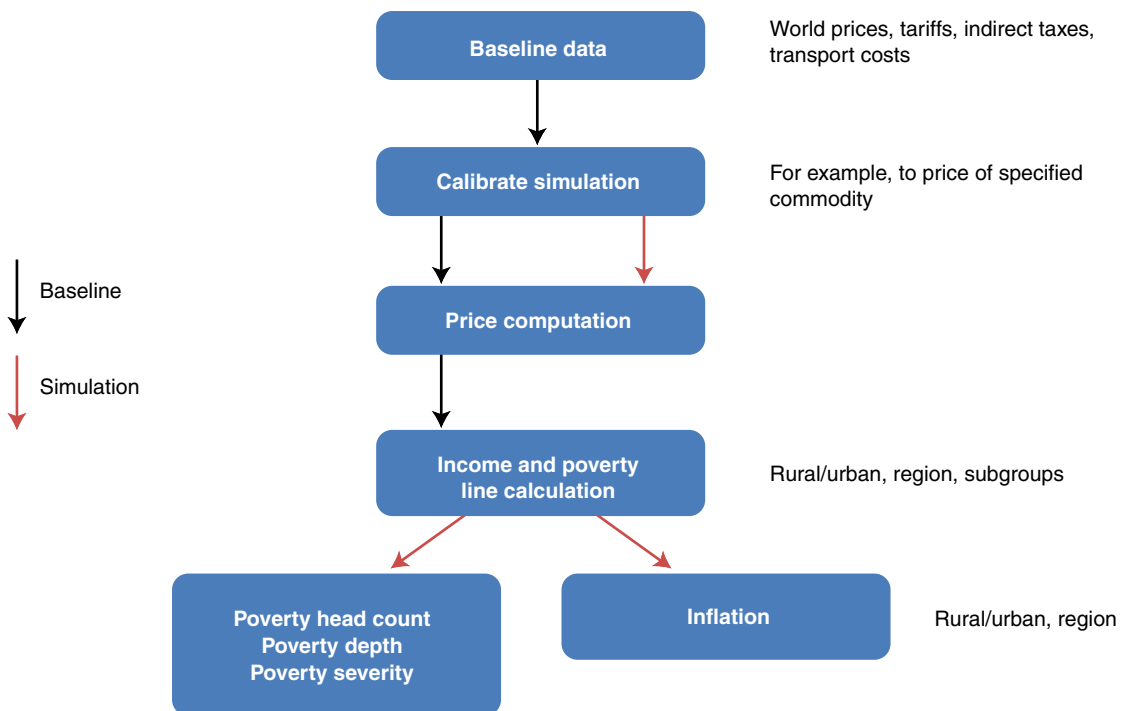 Baseline data
World prices, tariffs, indirect taxes,
transport costs
Calibrate simulation
For example, to price of specified
commodity
Baseline
Price computation
Simulation
Income and poverty
line calculation
Rural/urban, region, subgroups
Poverty head count
Poverty depth
Poverty severity
Inflation
Rural/urban, region